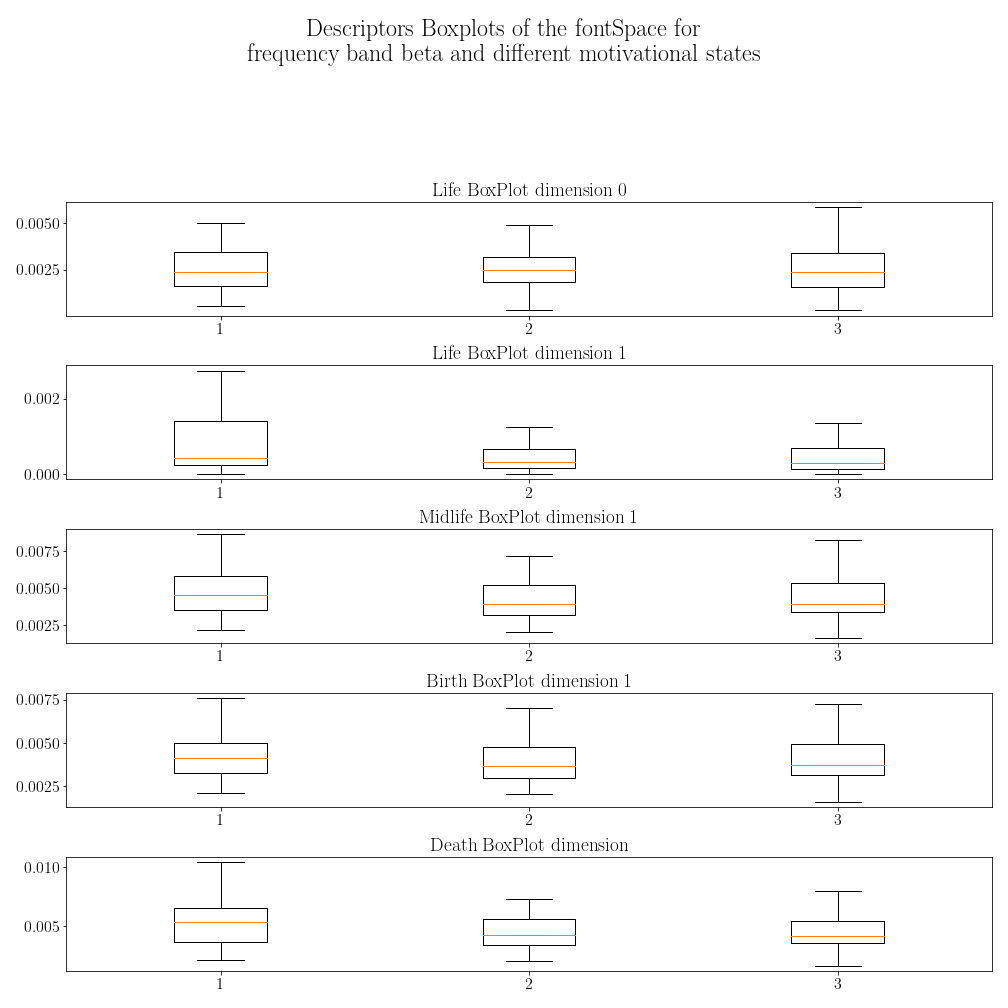 Descriptors Boxplots of the fontSpace for
frequency band beta and different motivational states
Life BoxPlot dimension 0
0.0050
0.0025
1 2 3
Life BoxPlot dimension 1
0.002
0.000
1 2 3
Midlife BoxPlot dimension 1
0.0075
0.0050
0.0025
1 2 3
Birth BoxPlot dimension 1
0.0075
0.0050
0.0025
1 2 3
Death BoxPlot dimension
0.010
0.005
1 2 3